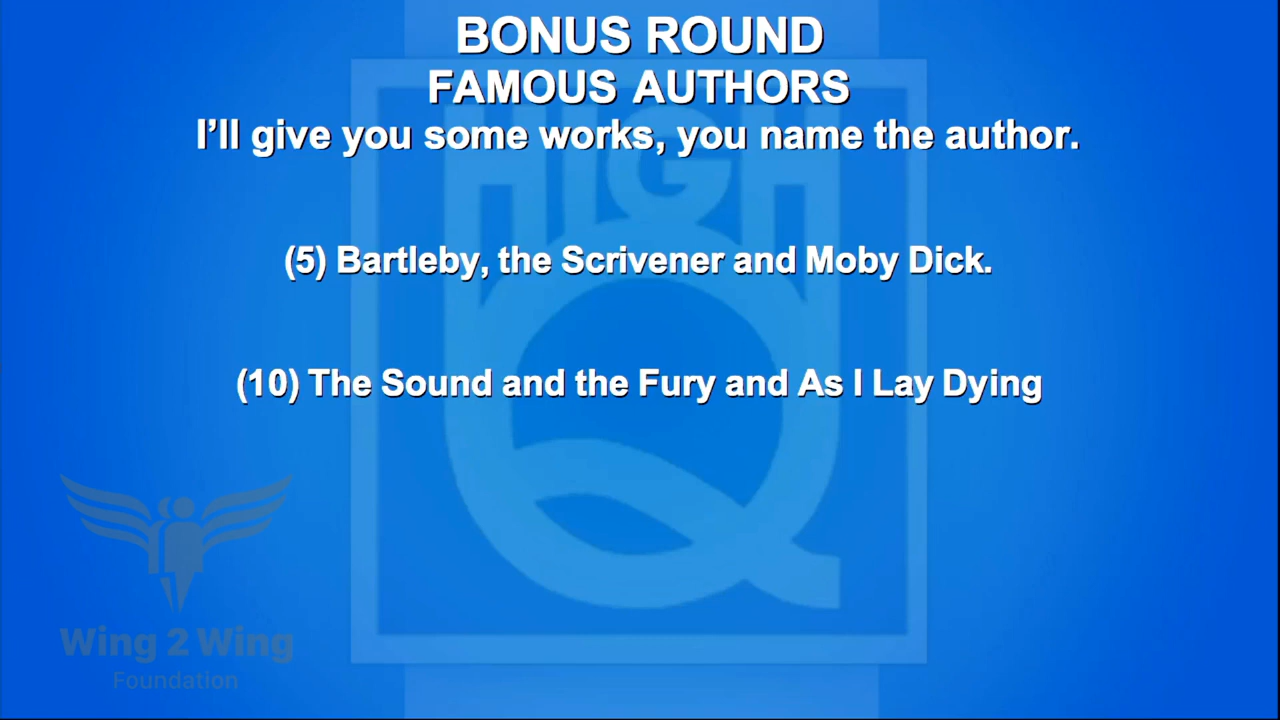 BONUS ROUND
FAMOUS AUTHORS
I’ll give you some works, you name the author.
(5) Bartleby, the Scrivener and Moby Dick.
(10) The Sound and the Fury and As I Lay Dying
HIGH
Q
Wing 2 Wing
Foundation